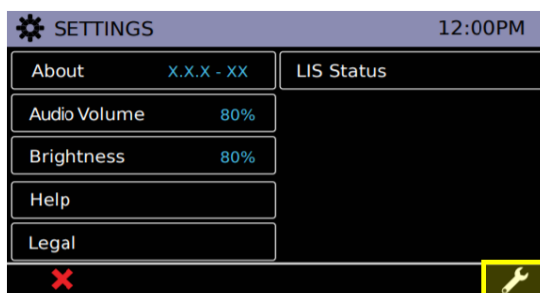 SETTINGS 12:00PM
About X.X.X - XX
LIS Status
Audio Volume 80%
Brightness 80%
Help
Legal